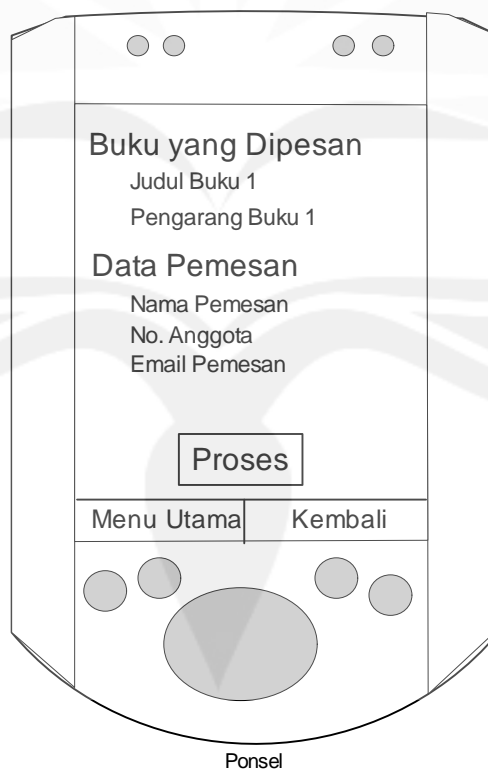 Buku yang Dipesan
Judul Buku 1
Pengarang Buku 1
Data Pemesan
Nama Pemesan
No. Anggota
Email Pemesan
Proses
Menu Utama Kembali
Ponsel